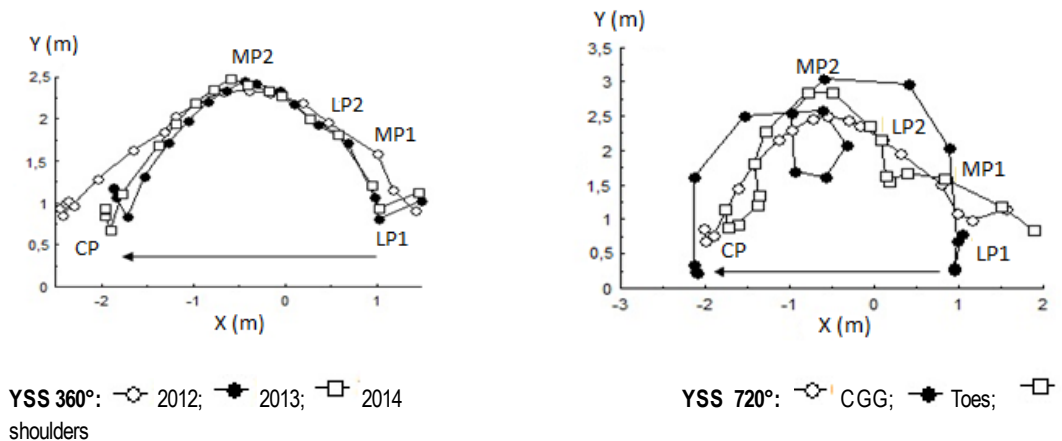 Y (m)
MP2
2,5
2
1,5
1
0,5
0
LP2
MP1
CP
LP1
-2
-1
0
1
X (m)
YSS 360°: 2012; 2013; 2014
shoulders
Y (m)
3,5
3
2,5
2
1,5
1
0,5
0
MP2
LP2
MP1
CP
LP1
-3
-2
-1
0
1
2
X (m)
YSS 720°: CGG; Toes;